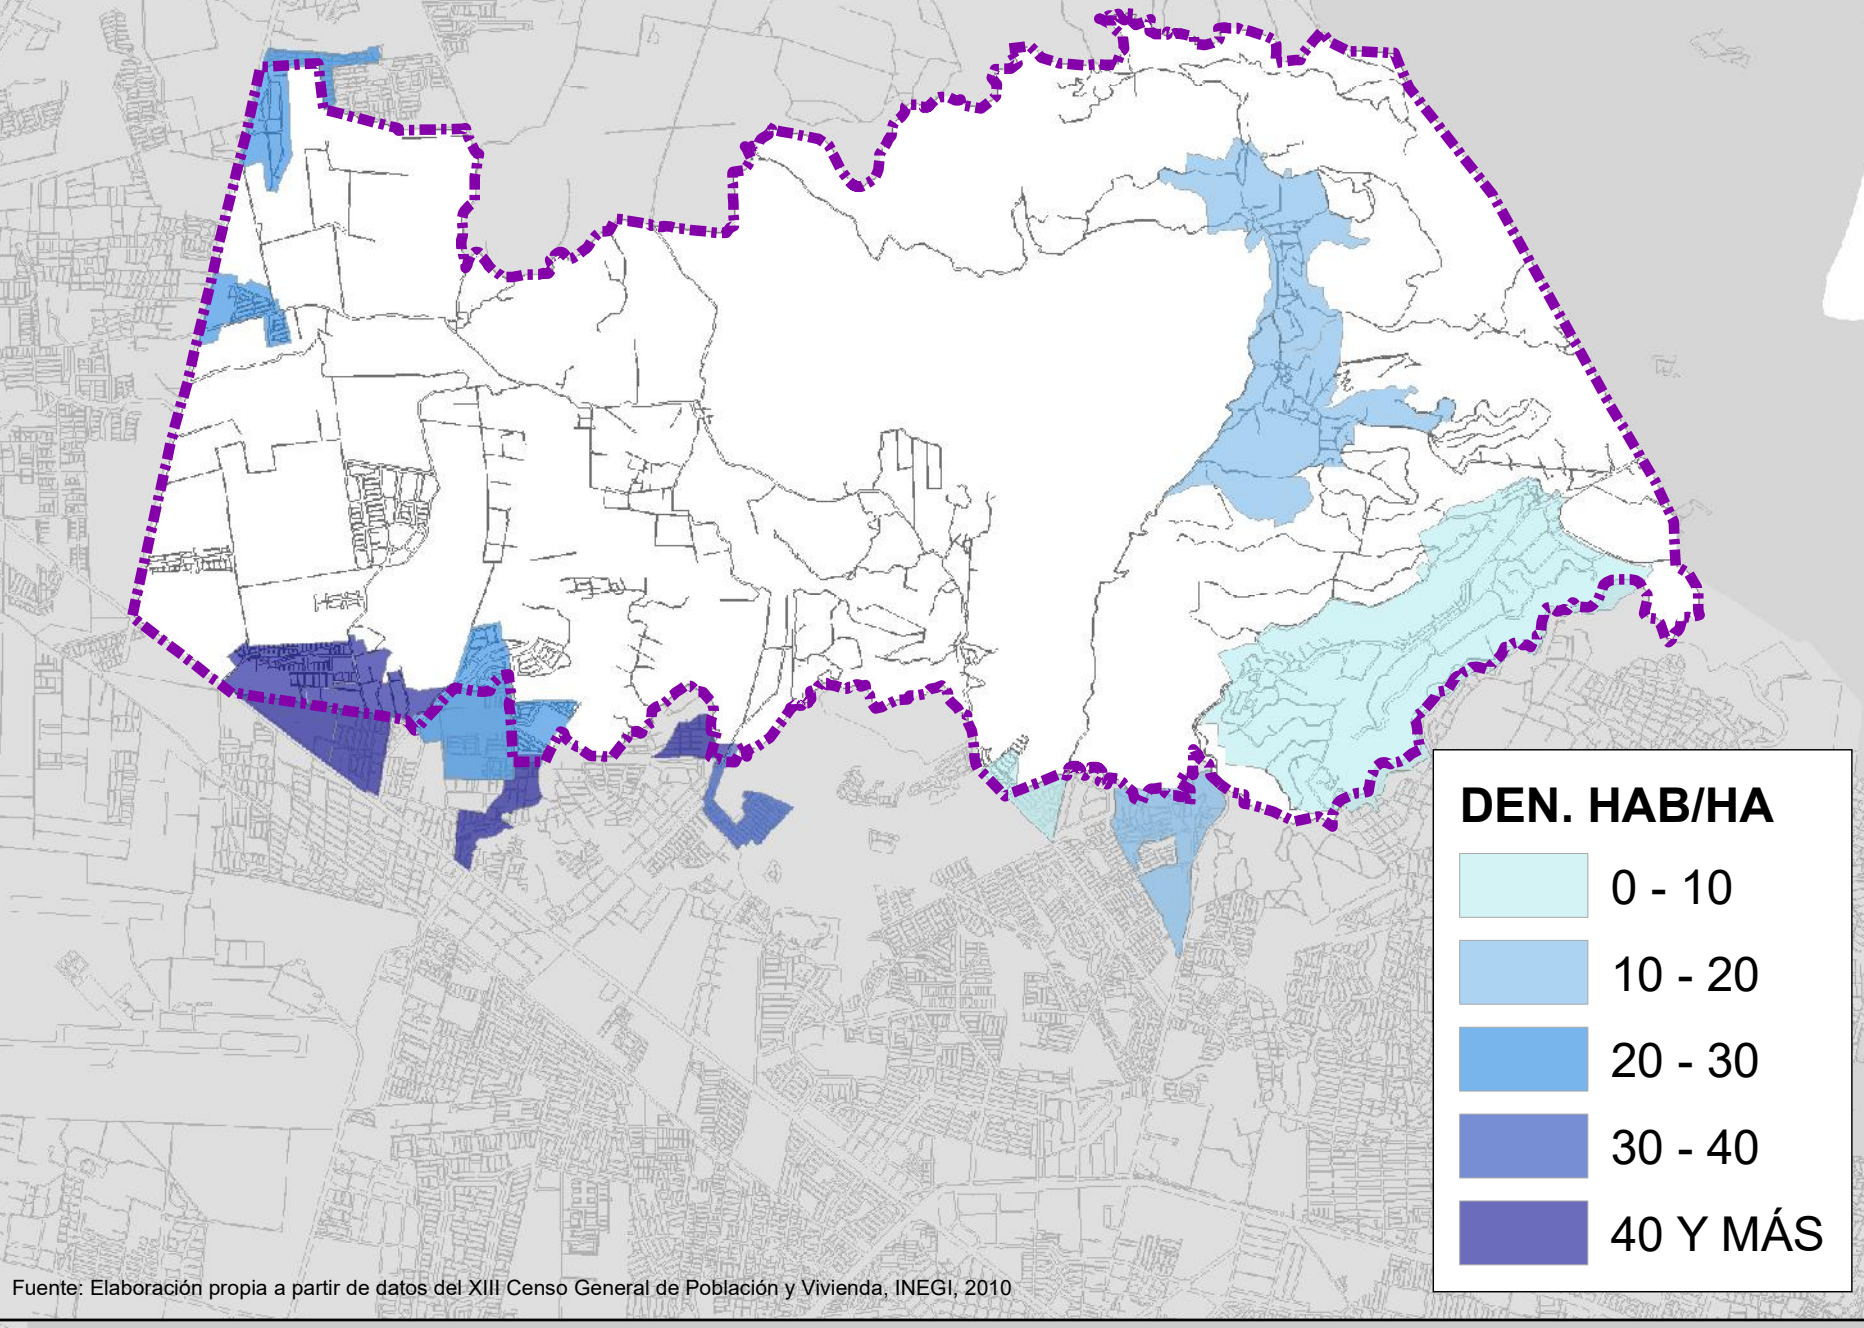 DEN. HAB/HA
0 - 10
10 - 20
20 - 30
30 - 40
40 Y MÁS
Fuente: Elaboración propia a partir de datos del XIII Censo General de Población y Vivienda, INEGI, 2010